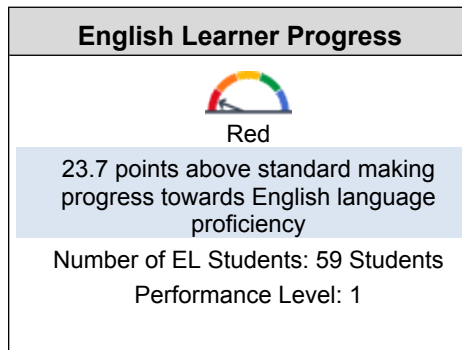 English Learner Progress
Red
23.7 points above standard making
progress towards English language
proficiency
Number of EL Students: 59 Students
Performance Level: 1